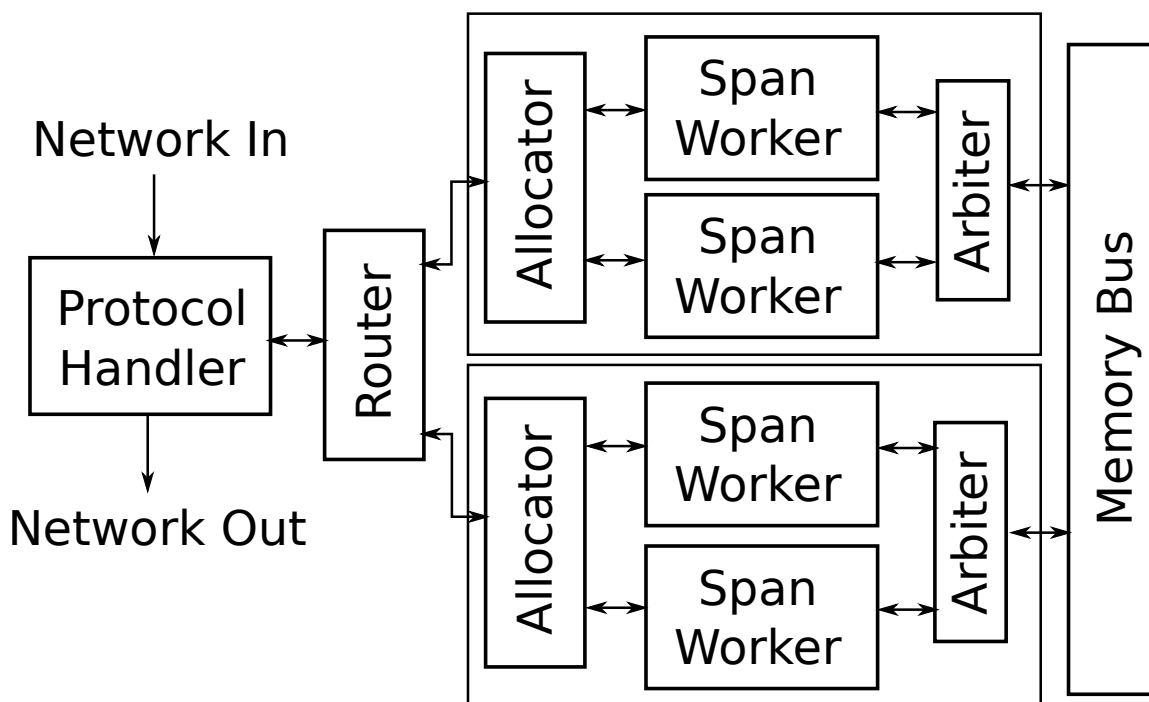 Network In
Protocol
Handler
Network Out
Router
Allocator
Span
Worker
Span
Worker
Arbiter
Allocator
Span
Worker
Span
Worker
Arbiter
Memory Bus